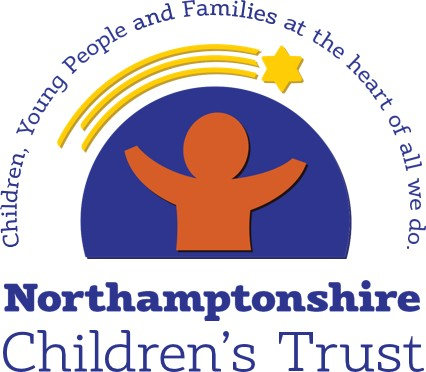 Children, Young People and Families at the heart of all we do.
Northamptonshire
Children's Trust